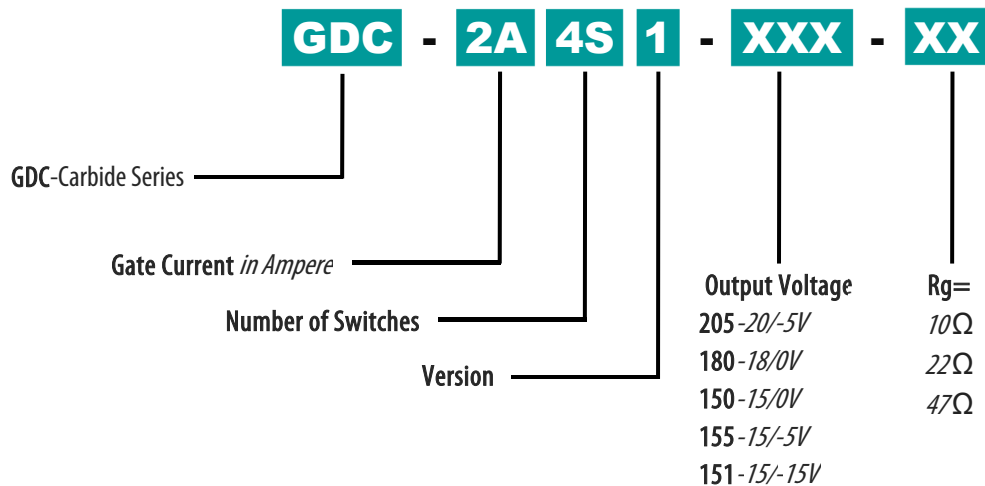 GDC - 2A 4S 1 - XXX - XX
GDC-Carbide Series
Gate Current in Ampere
Number of Switches
Version
Output Voltage
205-20/-5V
180-18/0V
150-15/0V
155-15/-5V
151-15/-15V
Rg=
10Ω
22Ω
47Ω